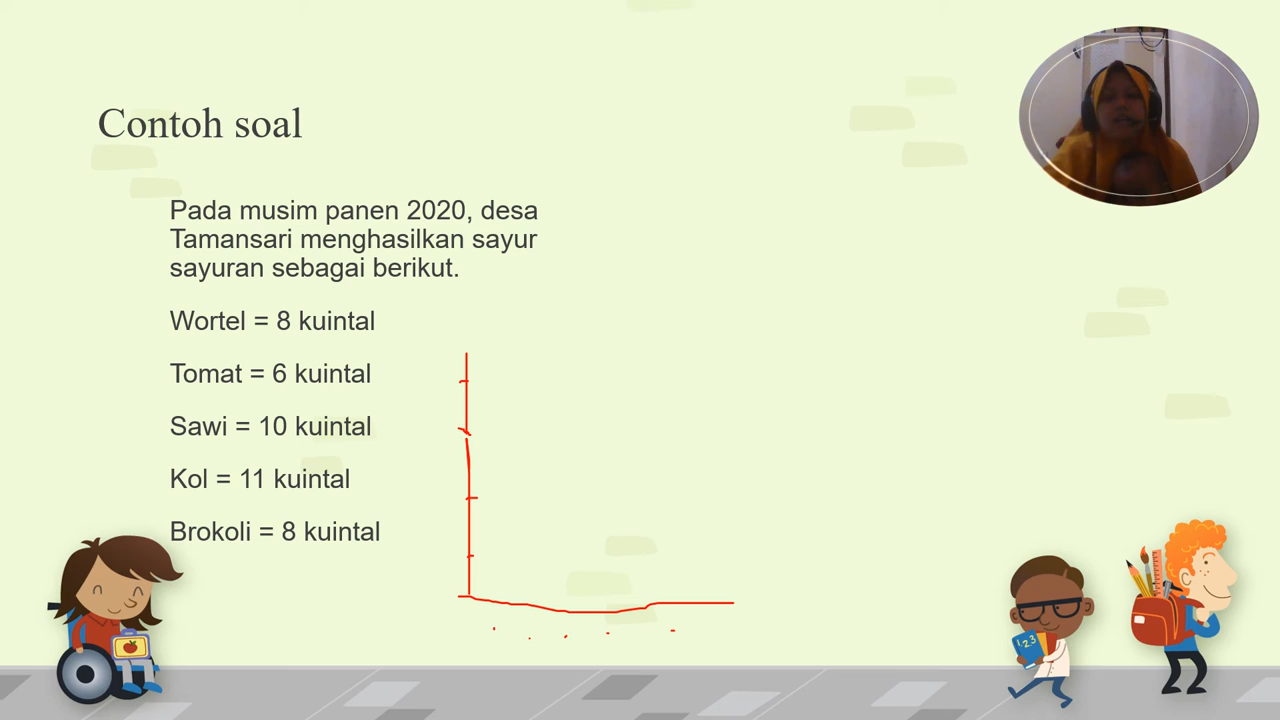 Contoh soal
Pada musim panen 2020, desa
Tamansari menghasilkan sayur
sayuran sebagai berikut.
Wortel = 8 kuintal
Tomat = 6 kuintal
Sawi = 10 kuintal
Kol = 11 kuintal
Brokoli = 8 kuintal
123